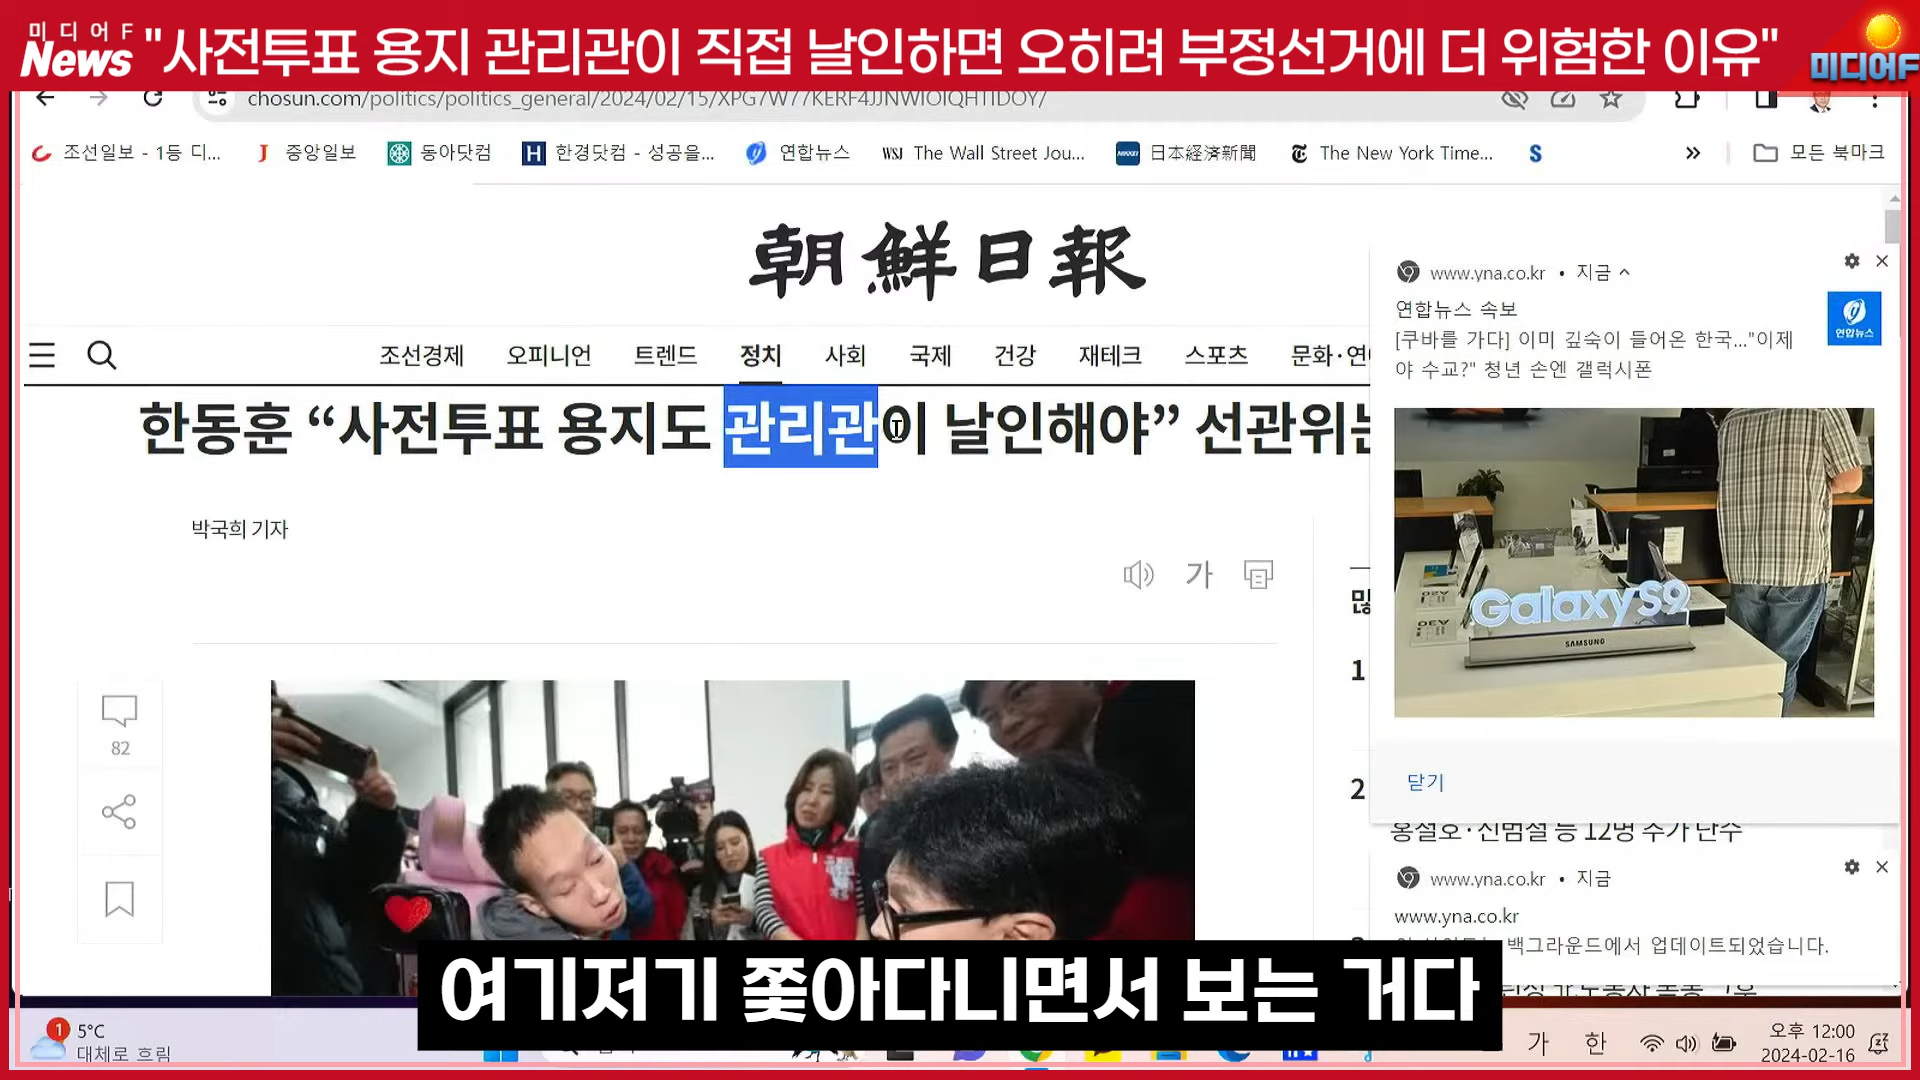 미디어F
News
"사전투표 용지 관리관이 직접 날인하면 오히려 부정선거에 더 위험한 이유"
미디어F
chosun.com/politics/politics_general/2024/02/15/XPG7W77KERF4JJNWIOIQHTIDOY/
조선일보 - 1등 디...
중앙일보
동아닷컴
한경닷컴 - 성공을...
연합뉴스
WSJ The Wall Street Jou...
日本経済新聞
The New York Time...
모든 북마크
朝鮮日報
조선경제 오피니언 트렌드 정치 사회 국제 건강 재테크 스포츠 문화·연
한동훈 “사전투표 용지도 관리관이 날인해야” 선관위는
박국희 기자
가
82
1
2
www.yna.co.kr • 지금
연합뉴스 속보
[쿠바를 가다] 이미 깊숙이 들어온 한국..."이제
야 수교?" 청년 손엔 갤럭시폰
연합뉴스
GalaxyS9
SAMSUNG
A20
A30
닫기
www.yna.co.kr • 지금
www.yna.co.kr
백그라운드에서 업데이트되었습니다.
여기저기 쫓아다니면서 보는 거다
1
5°C
대체로 흐림
가 한
오후 12:00
2024-02-16